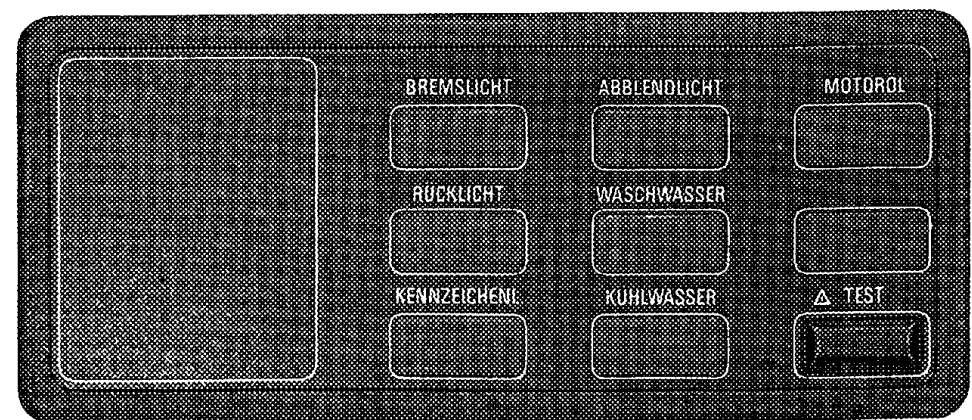 BREMSLICHT ABBLENDLICHT MOTOROL
RUCKLICHT WASCHWASSER
KENNZEICHENL. KUHLWASSER ⚠ TEST